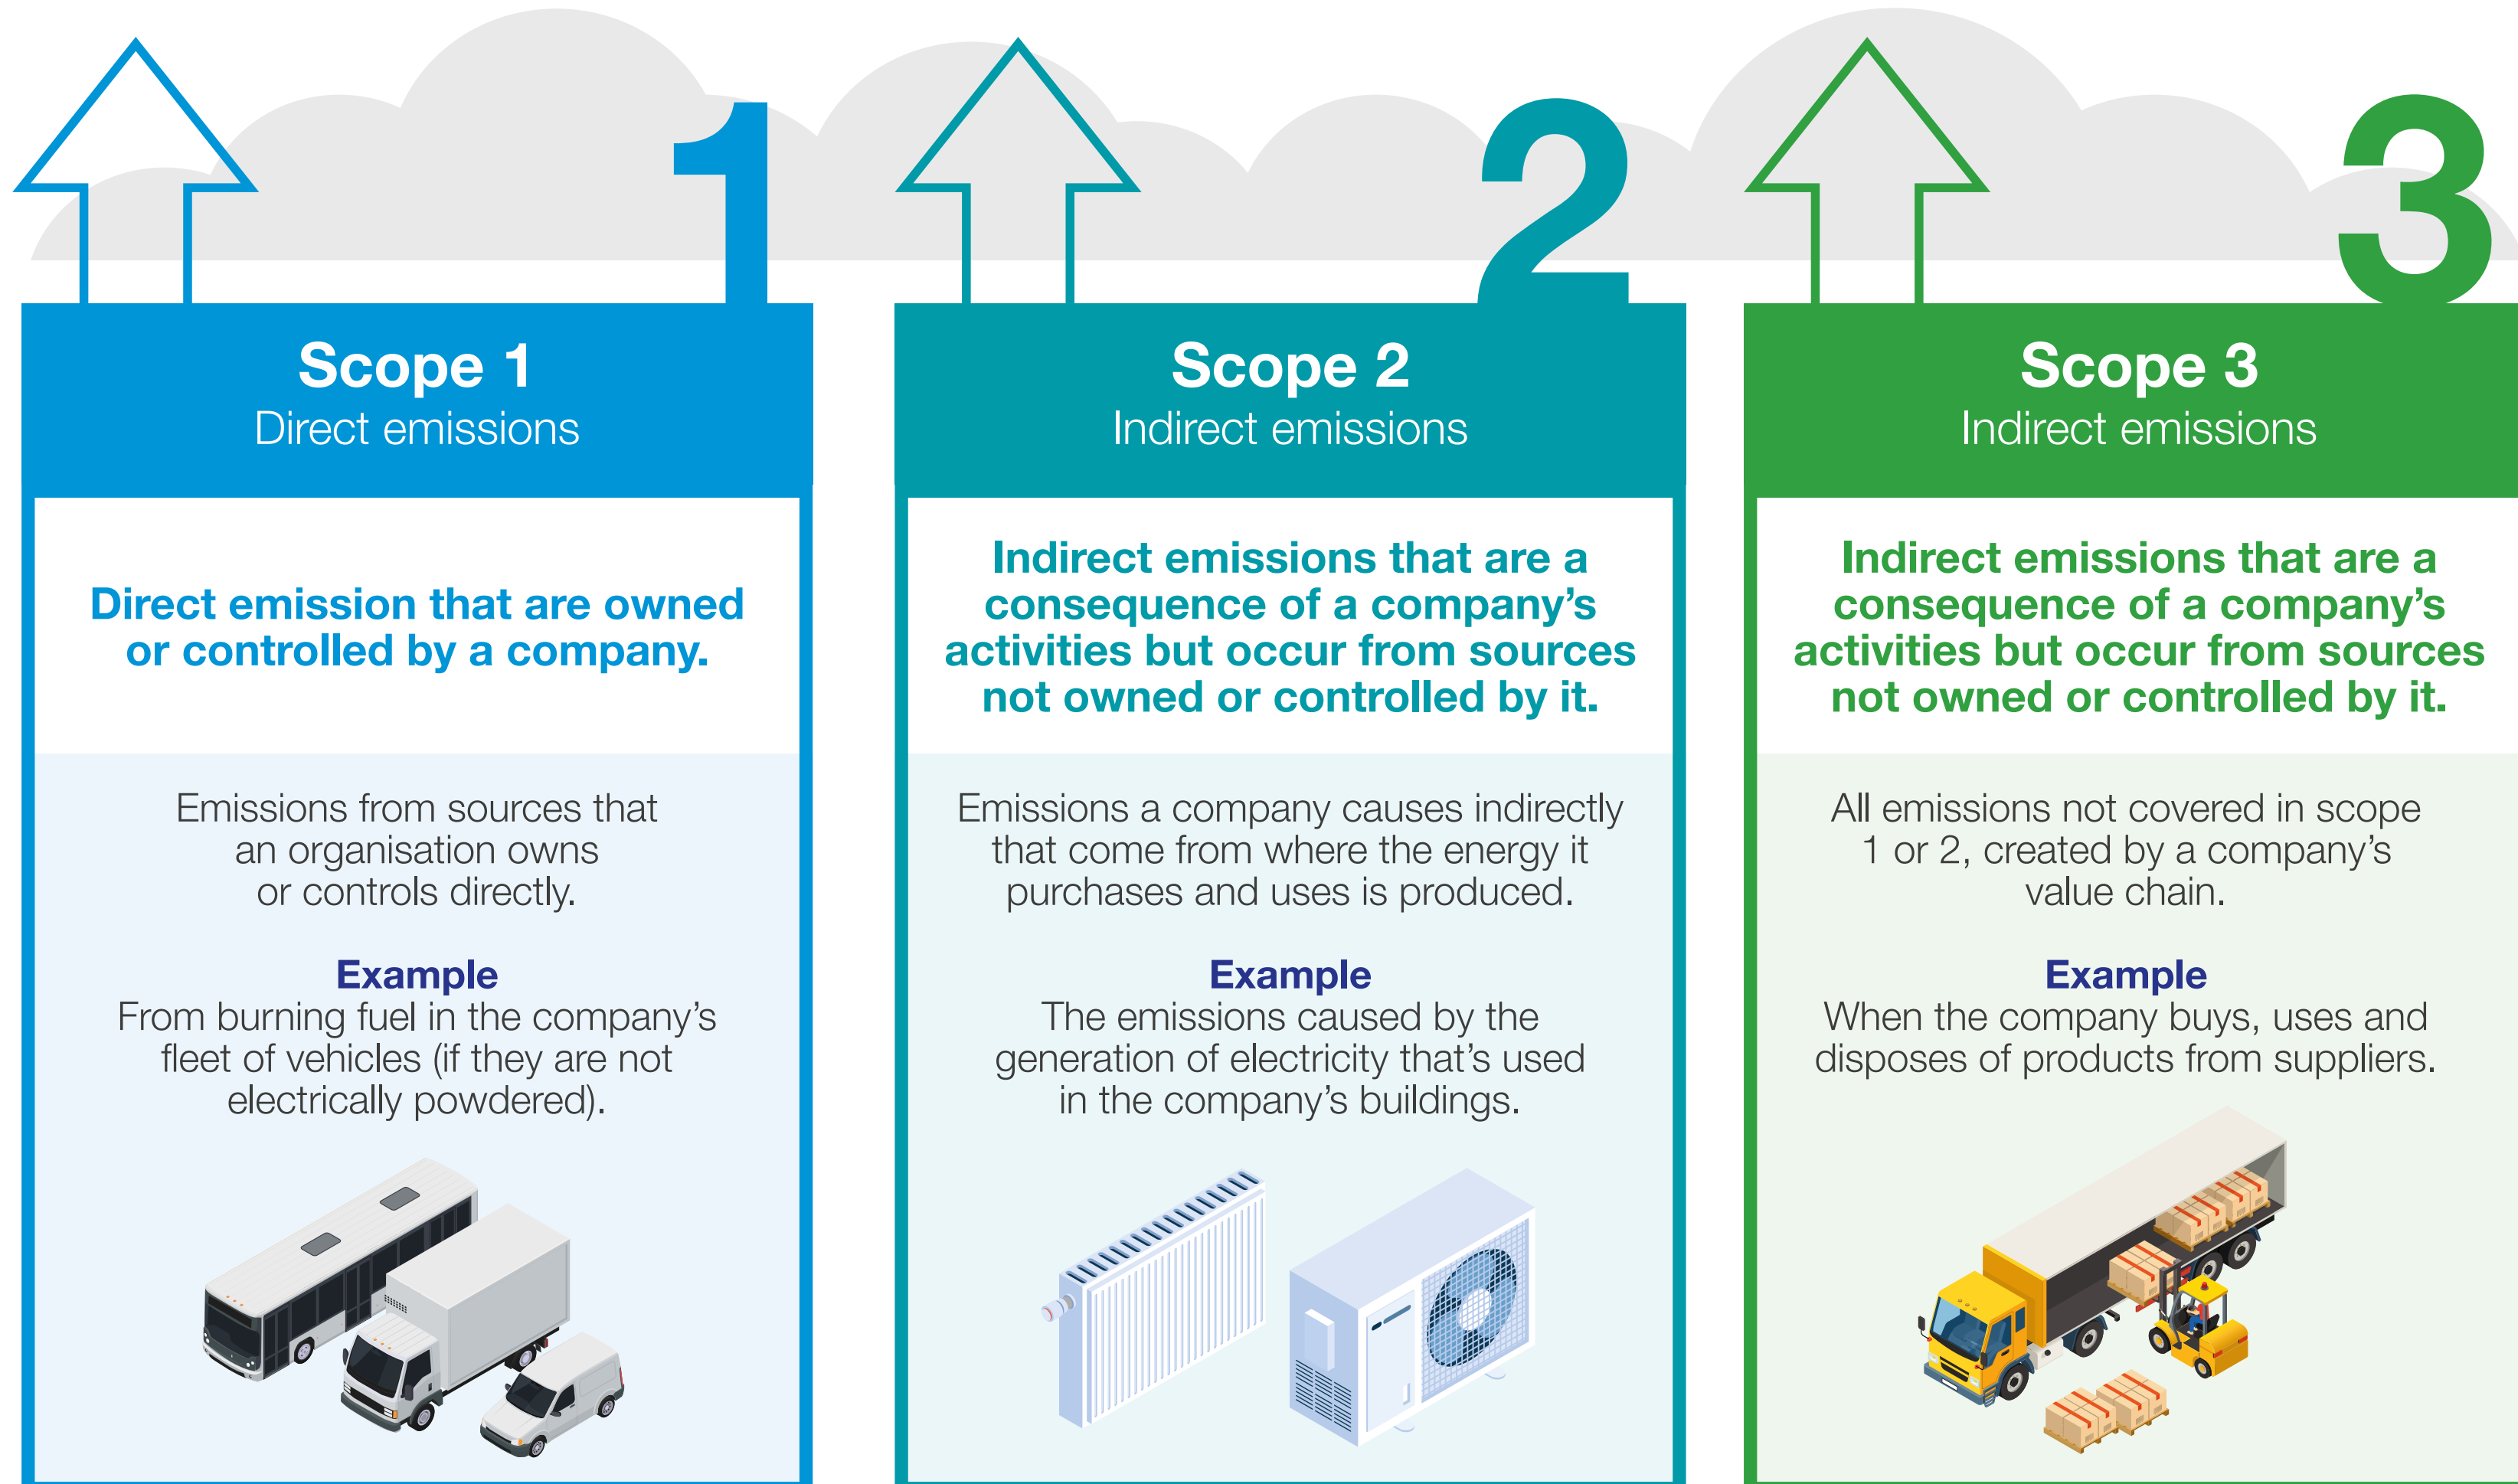 1
Scope 1
Direct emissions
Direct emission that are owned
or controlled by a company.
Emissions from sources that
an organisation owns
or controls directly.
Example
From burning fuel in the company's
fleet of vehicles (if they are not
electrically powdered).
2
Scope 2
Indirect emissions
Indirect emissions that are a
consequence of a company's
activities but occur from sources
not owned or controlled by it.
Emissions a company causes indirectly
that come from where the energy it
purchases and uses is produced.
Example
The emissions caused by the
generation of electricity that's used
in the company's buildings.
3
Scope 3
Indirect emissions
Indirect emissions that are a
consequence of a company's
activities but occur from sources
not owned or controlled by it.
All emissions not covered in scope
1 or 2, created by a company's
value chain.
Example
When the company buys, uses and
disposes of products from suppliers.